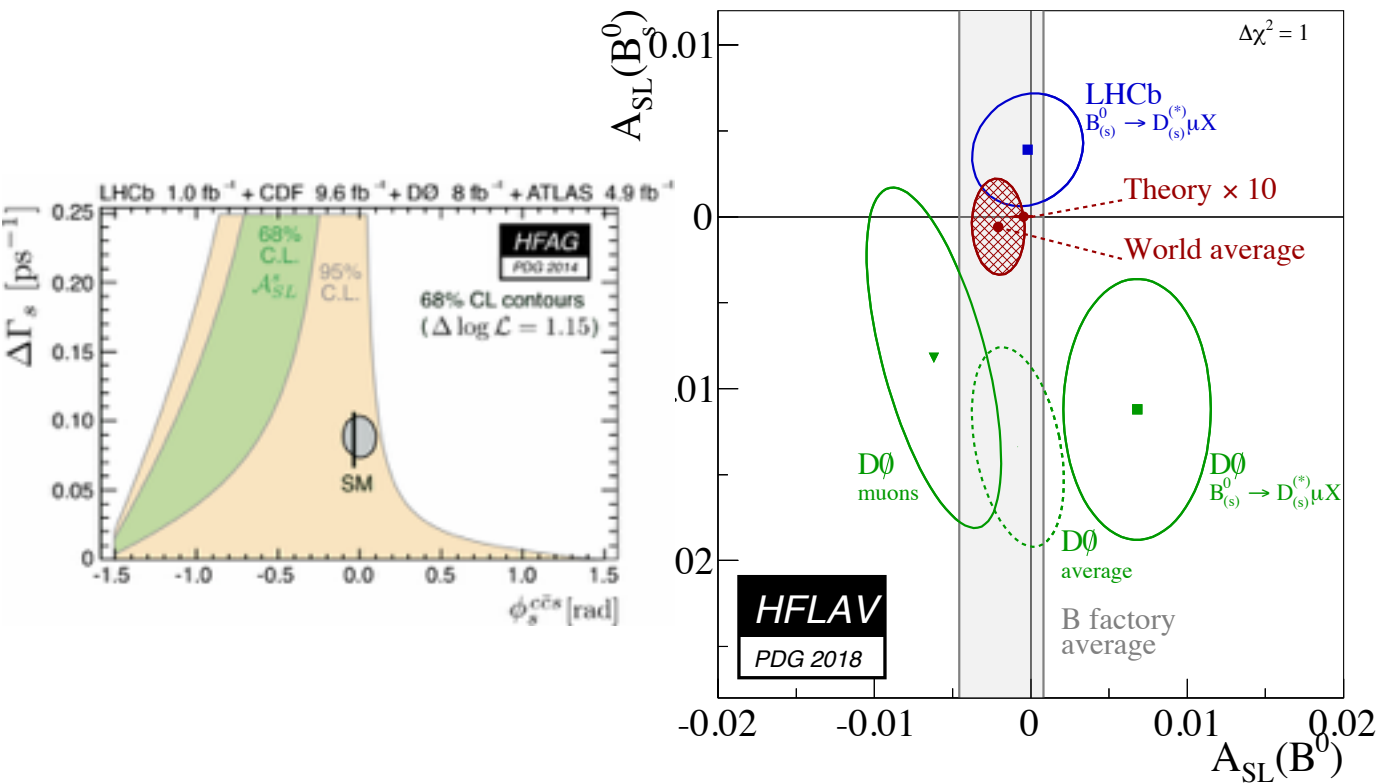 LHCb 1.0 fb⁻¹ + CDF 9.6 fb⁻¹ + DØ 8 fb⁻¹ + ATLAS 4.9 fb⁻¹
ΔΓs [ps−1]
0.25
0.20
0.15
0.10
0.05
0
68%
C.L.
AˢSL
95%
C.L.
HFAG
PDG 2014
68% CL contours
(Δ log L = 1.15)
SM
-1.5 -1.0 -0.5 0.0 0.5 1.0 1.5
ϕs^cc̄s [rad]
A_SL(B⁰s)
0.01
0
.01
02
Δχ² = 1
LHCb
B⁰(s) → D(*)(s)μX
Theory × 10
World average
DØ
muons
DØ
B⁰(s) → D(*)(s)μX
DØ
average
B factory
average
HFLAV
PDG 2018
-0.02 -0.01 0 0.01 0.02
A_SL(B⁰)